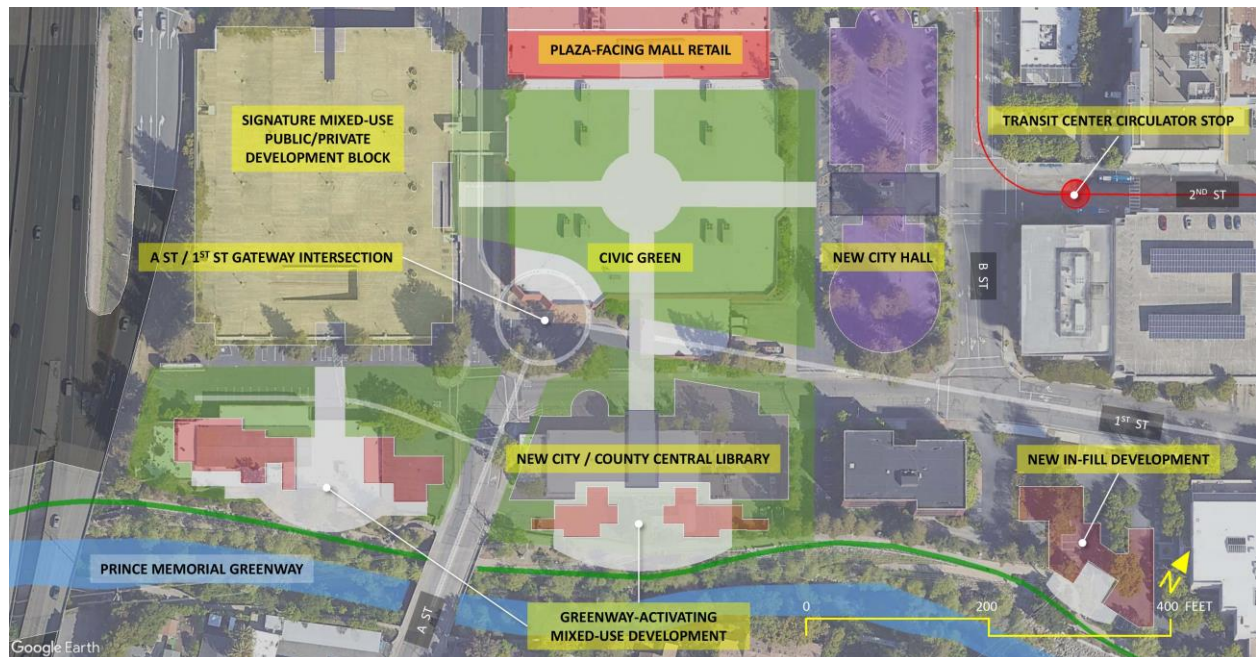 PLAZA-FACING MALL RETAIL
SIGNATURE MIXED-USE
PUBLIC/PRIVATE
DEVELOPMENT BLOCK
TRANSIT CENTER CIRCULATOR STOP
2ND ST
A ST / 1ST ST GATEWAY INTERSECTION
CIVIC GREEN
NEW CITY HALL
B ST
1ST ST
NEW CITY / COUNTY CENTRAL LIBRARY
NEW IN-FILL DEVELOPMENT
PRINCE MEMORIAL GREENWAY
A ST
GREENWAY-ACTIVATING
MIXED-USE DEVELOPMENT
N
0 200 400 FEET
Google Earth